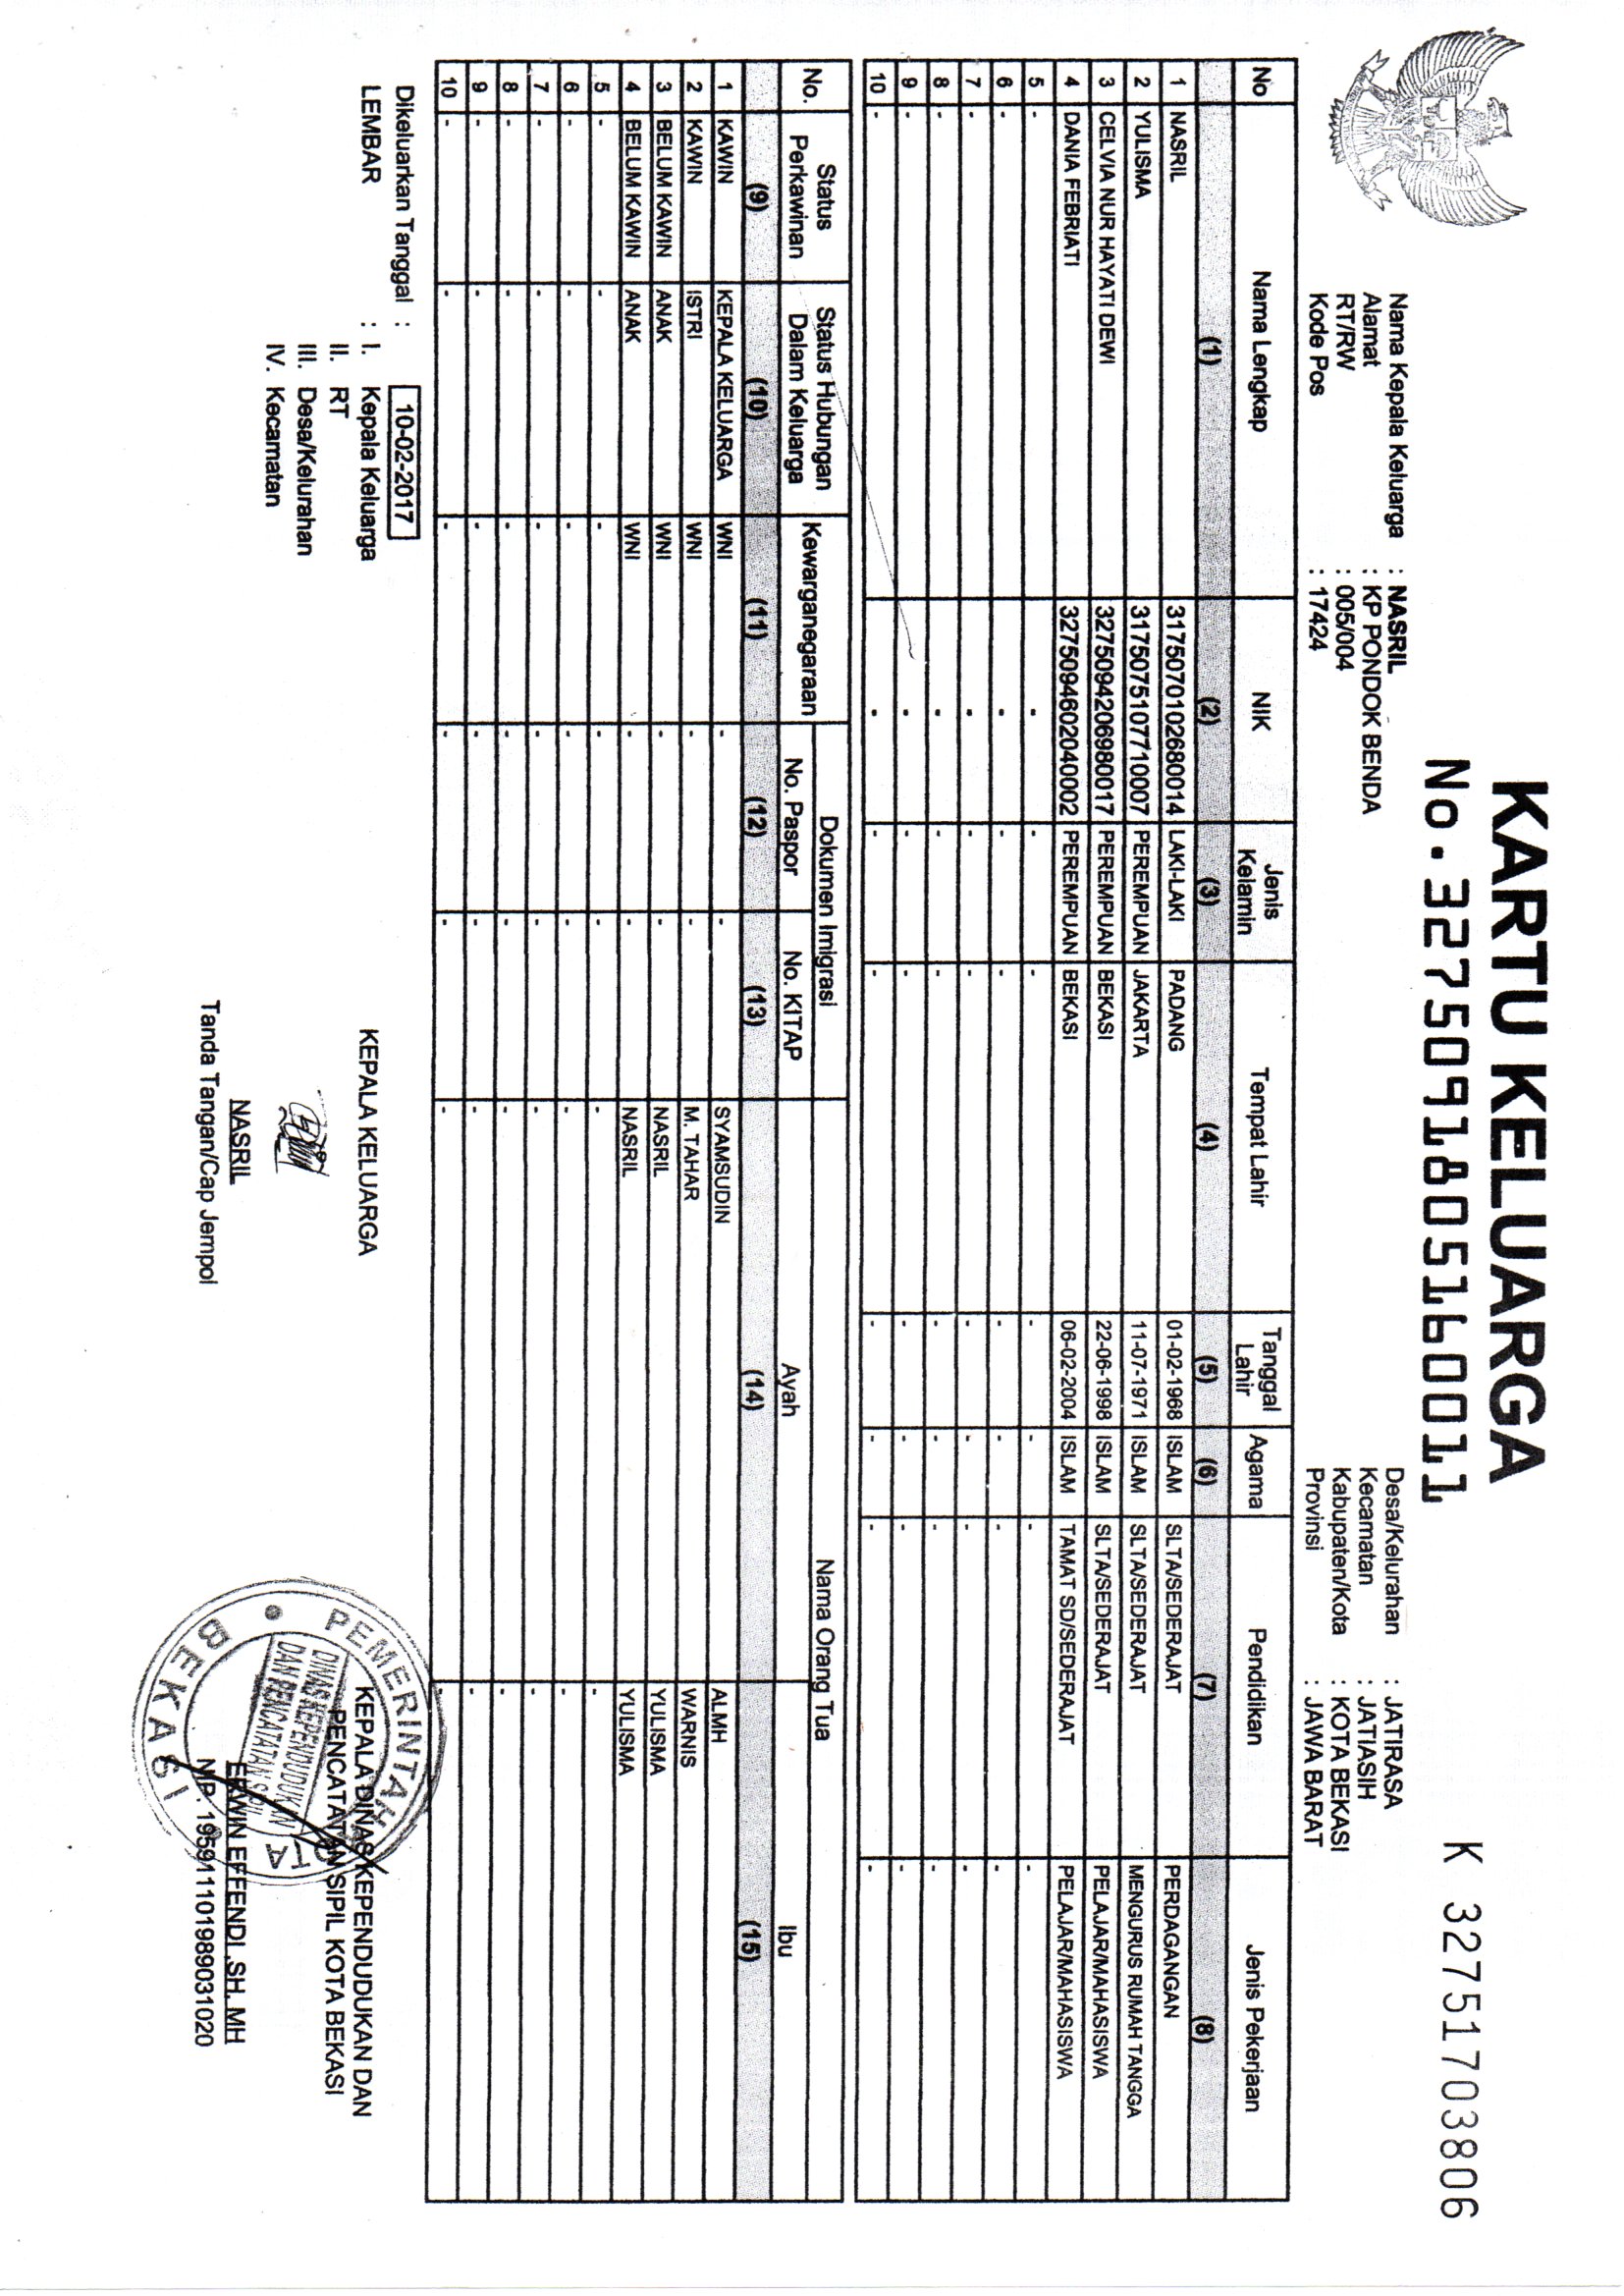 KARTU KELUARGA
No.3275091805160011
K 32751703806
Nama Kepala Keluarga : NASRIL
Alamat : KP PONDOK BENDA
RT/RW : 005/004
Kode Pos : 17424
Desa/Kelurahan : JATIRASA
Kecamatan : JATIASIH
Kabupaten/Kota : KOTA BEKASI
Provinsi : JAWA BARAT
No Nama Lengkap NIK Jenis Kelamin Tempat Lahir Tanggal Lahir Agama Pendidikan Jenis Pekerjaan
(1) (2) (3) (4) (5) (6) (7) (8)
1 NASRIL 3175070102680014 LAKI-LAKI PADANG 01-02-1968 ISLAM SLTA/SEDERAJAT PERDAGANGAN
2 YULISMA 3175075107710007 PEREMPUAN JAKARTA 11-07-1971 ISLAM SLTA/SEDERAJAT MENGURUS RUMAH TANGGA
3 CELVIA NUR HAYATI DEWI 3275094206980017 PEREMPUAN BEKASI 22-06-1998 ISLAM SLTA/SEDERAJAT PELAJAR/MAHASISWA
4 DANIA FEBRIATI 3275094602040002 PEREMPUAN BEKASI 06-02-2004 ISLAM TAMAT SD/SEDERAJAT PELAJAR/MAHASISWA
5 - - - - - - - -
6 - - - - - - - -
7 - - - - - - - -
8 - - - - - - - -
9 - - - - - - - -
10 - - - - - - - -
No. Status Perkawinan Status Hubungan Dalam Keluarga Kewarganegaraan Dokumen Imigrasi Nama Orang Tua
No. Paspor No. KITAP Ayah Ibu
(9) (10) (11) (12) (13) (14) (15)
1 KAWIN KEPALA KELUARGA WNI - - SYAMSUDIN ALMH
2 KAWIN ISTRI WNI - - M. TAHAR WARNIS
3 BELUM KAWIN ANAK WNI - - NASRIL YULISMA
4 BELUM KAWIN ANAK WNI - - NASRIL YULISMA
5 - - - - - - -
6 - - - - - - -
7 - - - - - - -
8 - - - - - - -
9 - - - - - - -
10 - - - - - - -
Dikeluarkan Tanggal : 10-02-2017
LEMBAR : I. Kepala Keluarga
II. RT
III. Desa/Kelurahan
IV. Kecamatan
KEPALA KELUARGA
NASRIL
Tanda Tangan/Cap Jempol
KEPALA DINAS KEPENDUDUKAN DAN
PENCATATAN SIPIL KOTA BEKASI
ERWIN EFFENDI ,SH, MH
NIP. 195911101989031020
PEMERINTAH KOTA
DINAS KEPENDUDUKAN
DAN PENCATATAN SIPIL
BEKASI